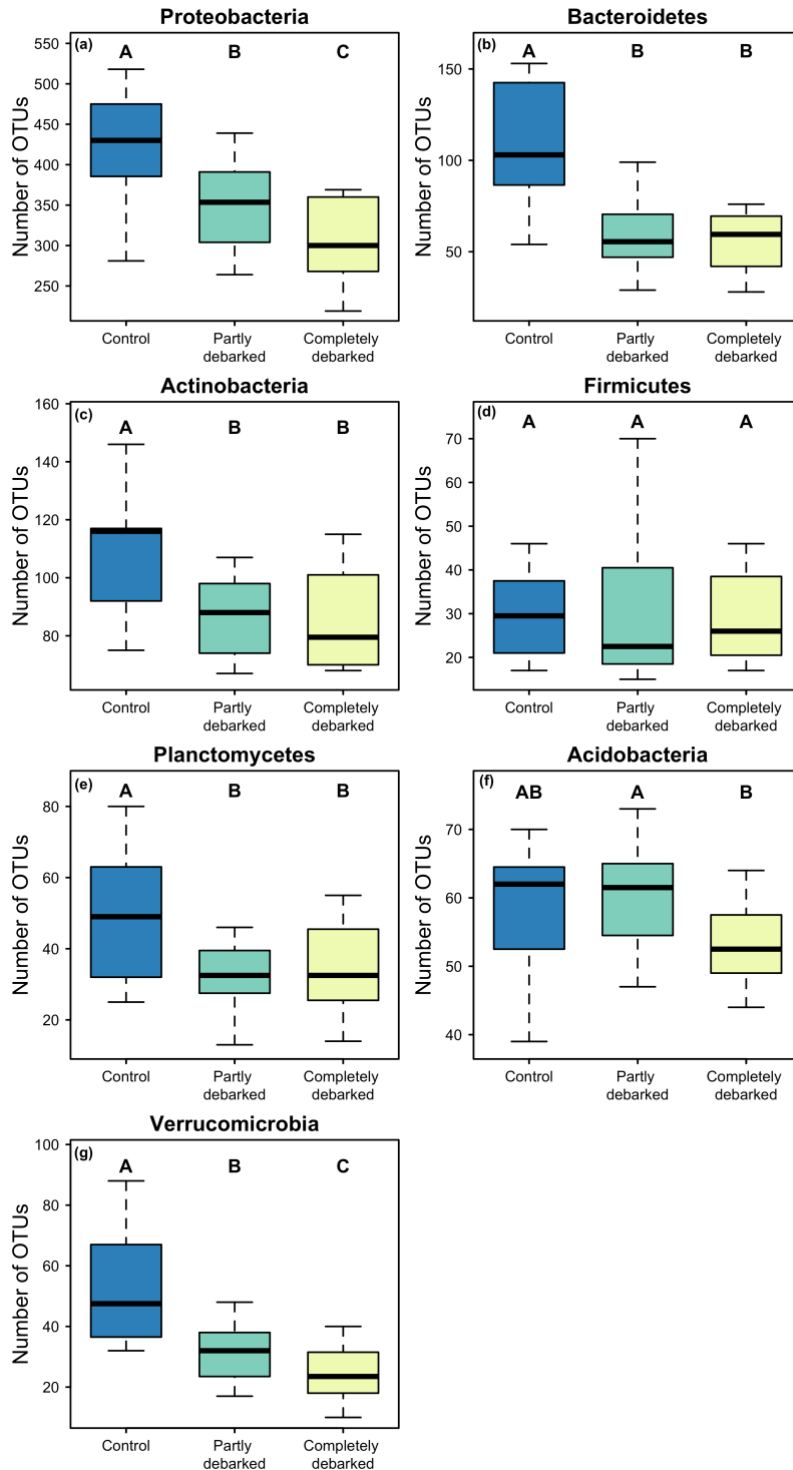 Proteobacteria
(a)
A B C
Number of OTUs
550
500
450
400
350
300
250
Control
Partly
debarked
Completely
debarked
Bacteroidetes
(b)
A B B
Number of OTUs
150
100
50
Control
Partly
debarked
Completely
debarked
Actinobacteria
(c)
A B B
Number of OTUs
160
140
120
100
80
Control
Partly
debarked
Completely
debarked
Firmicutes
(d)
A A A
Number of OTUs
70
60
50
40
30
20
Control
Partly
debarked
Completely
debarked
Planctomycetes
(e)
A B B
Number of OTUs
80
60
40
20
Control
Partly
debarked
Completely
debarked
Acidobacteria
(f)
AB A B
Number of OTUs
70
60
50
40
Control
Partly
debarked
Completely
debarked
Verrucomicrobia
(g)
A B C
Number of OTUs
100
80
60
40
20
Control
Partly
debarked
Completely
debarked